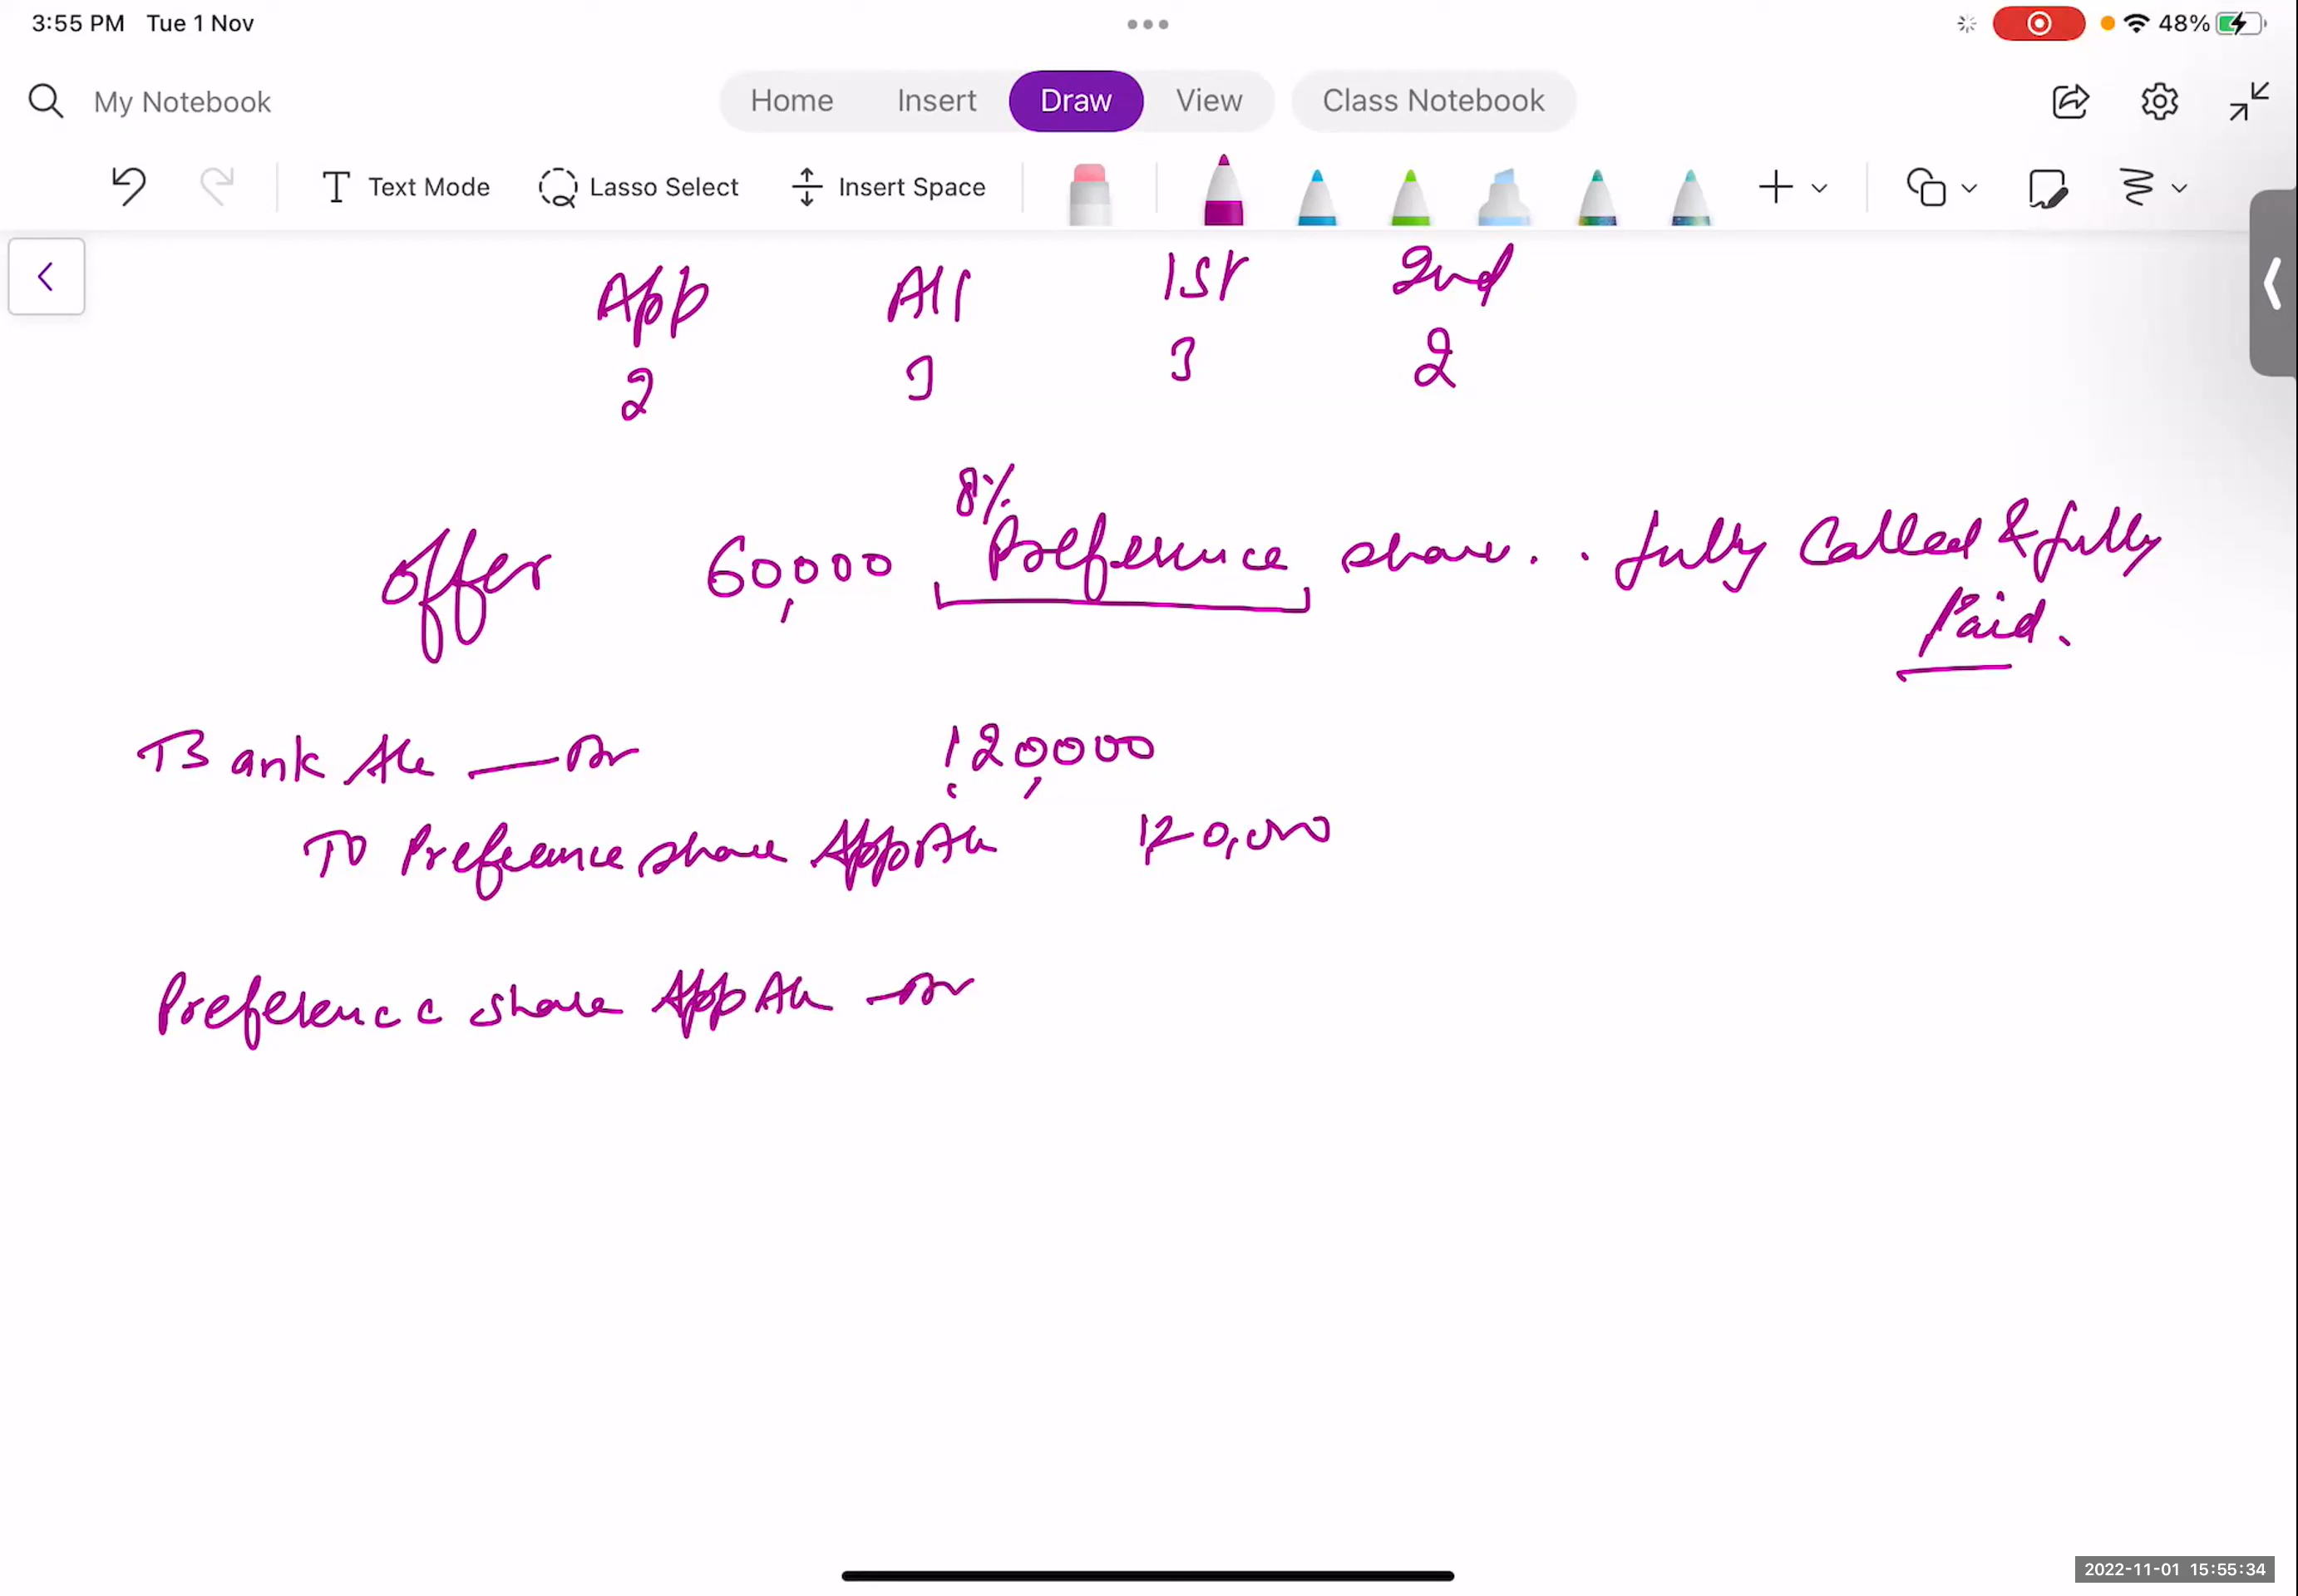 3:55 PM Tue 1 Nov 48%
My Notebook Home Insert Draw View Class Notebook
Text Mode Lasso Select Insert Space
App All 1st 2nd
2 3 3 2
8%
Offer 60,000 Preference share. . fully Called & fully
Paid.
Bank A/c — Dr 1,20,000
To Preference share App A/c 1,20,000
Preference share App A/c — Dr
2022-11-01 15:55:34